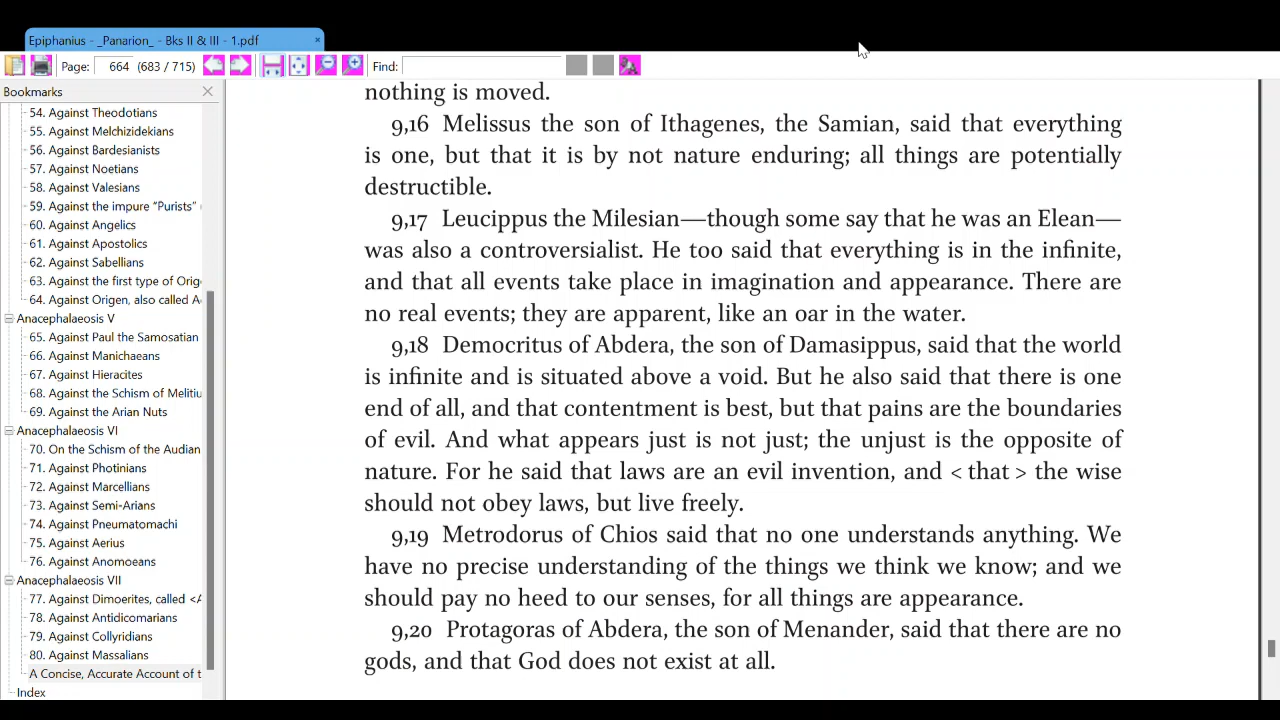 Epiphanius - _Panarion_ - Bks II & III - 1.pdf
Page: 664 (683 / 715) Find:
Bookmarks
54. Against Theodotians
55. Against Melchizidekians
56. Against Bardesianists
57. Against Noetians
58. Against Valesians
59. Against the impure “Purists” (
60. Against Angelics
61. Against Apostolics
62. Against Sabellians
63. Against the first type of Orig
64. Against Origen, also called A
Anacephalaeosis V
65. Against Paul the Samosatian
66. Against Manichaeans
67. Against Hieracites
68. Against the Schism of Melitiu
69. Against the Arian Nuts
Anacephalaeosis VI
70. On the Schism of the Audian
71. Against Photinians
72. Against Marcellians
73. Against Semi-Arians
74. Against Pneumatomachi
75. Against Aerius
76. Against Anomoeans
Anacephalaeosis VII
77. Against Dimoerites, called <A
78. Against Antidicomarians
79. Against Collyridians
80. Against Massalians
A Concise, Accurate Account of t
Index
nothing is moved.
9,16 Melissus the son of Ithagenes, the Samian, said that everything
is one, but that it is by not nature enduring; all things are potentially
destructible.
9,17 Leucippus the Milesian—though some say that he was an Elean—
was also a controversialist. He too said that everything is in the infinite,
and that all events take place in imagination and appearance. There are
no real events; they are apparent, like an oar in the water.
9,18 Democritus of Abdera, the son of Damasippus, said that the world
is infinite and is situated above a void. But he also said that there is one
end of all, and that contentment is best, but that pains are the boundaries
of evil. And what appears just is not just; the unjust is the opposite of
nature. For he said that laws are an evil invention, and < that > the wise
should not obey laws, but live freely.
9,19 Metrodorus of Chios said that no one understands anything. We
have no precise understanding of the things we think we know; and we
should pay no heed to our senses, for all things are appearance.
9,20 Protagoras of Abdera, the son of Menander, said that there are no
gods, and that God does not exist at all.